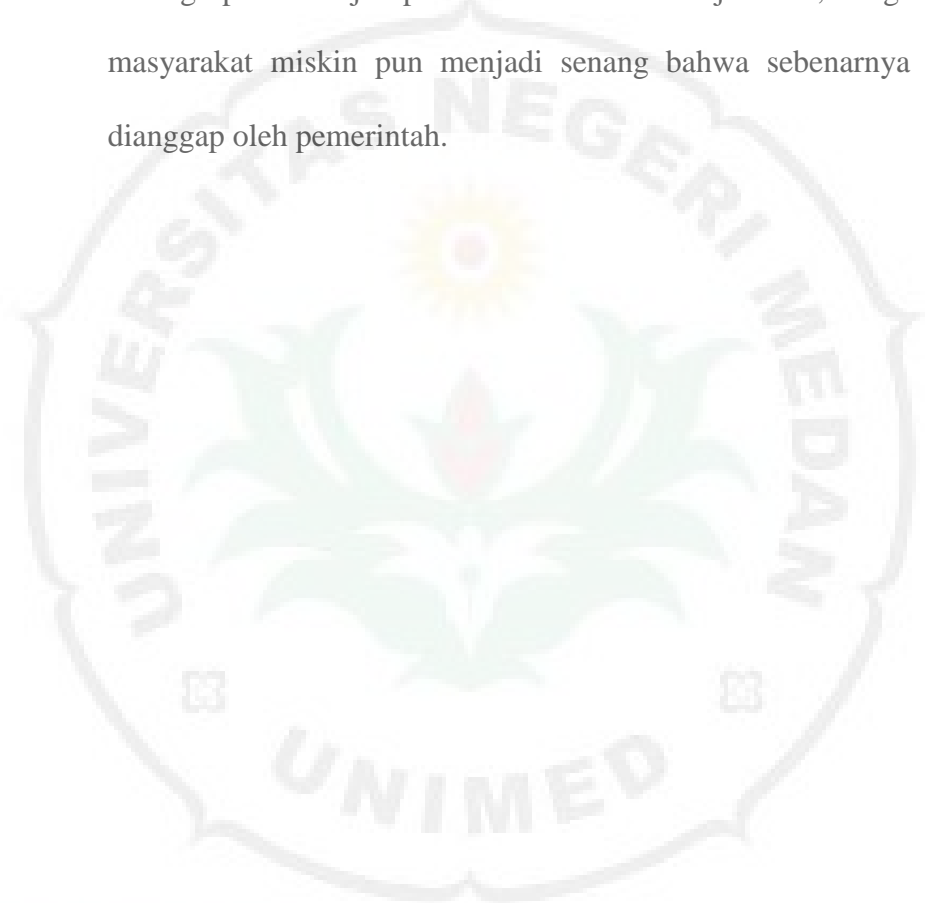 masyarakat miskin pun menjadi senang bahwa sebenarnya
dianggap oleh pemerintah.
UNIVERSITAS NEGERI MEDAN
UNIMED